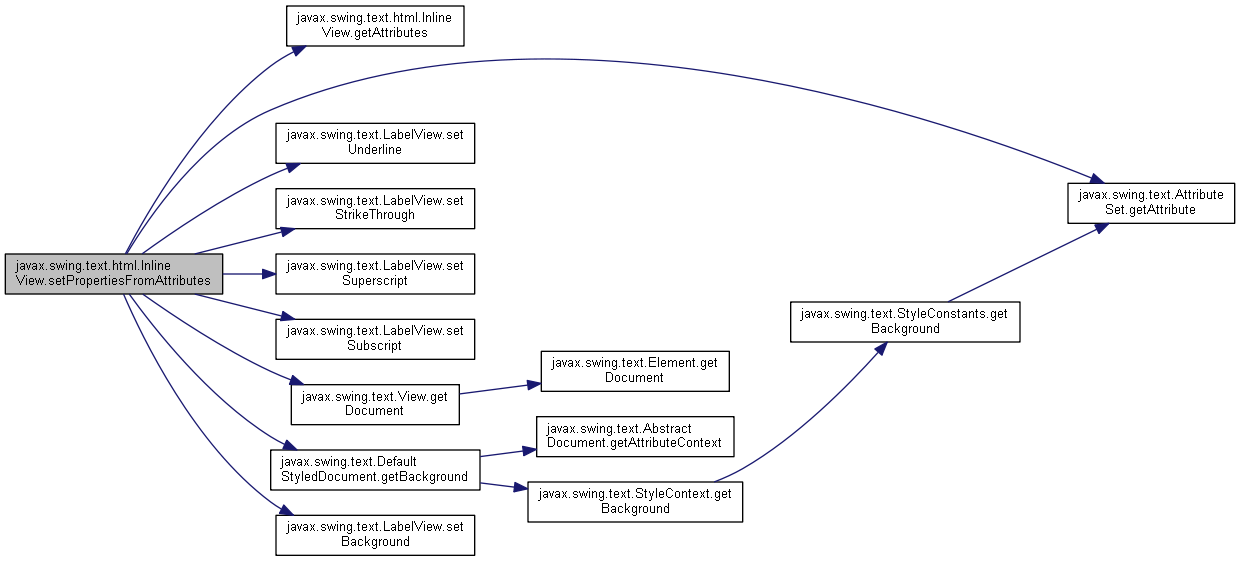 javax.swing.text.html.Inline
View.getAttributes
javax.swing.text.LabelView.set
Underline
javax.swing.text.Attribute
Set.getAttribute
javax.swing.text.LabelView.set
StrikeThrough
javax.swing.text.html.Inline
View.setPropertiesFromAttributes
javax.swing.text.LabelView.set
Superscript
javax.swing.text.StyleConstants.get
Background
javax.swing.text.LabelView.set
Subscript
javax.swing.text.Element.get
Document
javax.swing.text.View.get
Document
javax.swing.text.Abstract
Document.getAttributeContext
javax.swing.text.Default
StyledDocument.getBackground
javax.swing.text.StyleContext.get
Background
javax.swing.text.LabelView.set
Background